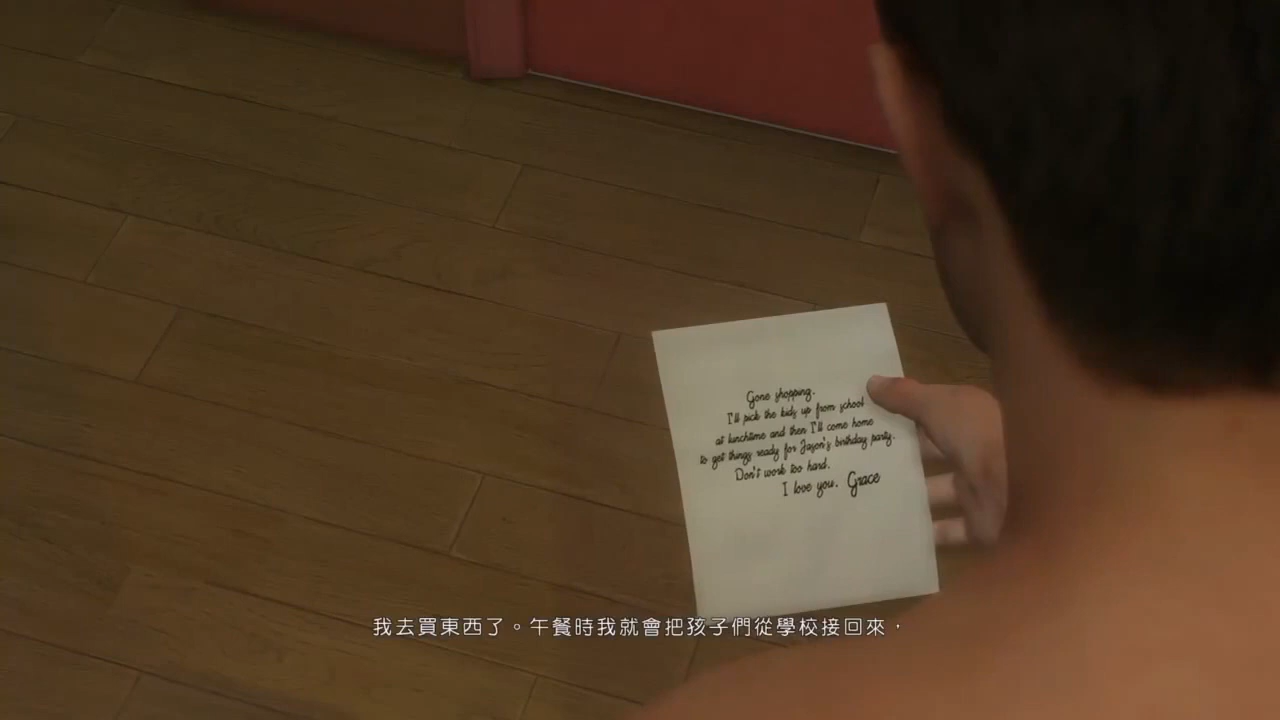 Gone shopping.
I'll pick the kids up from school
at lunchtime and then I'll come home
to get things ready for Jason's birthday party.
Don't work too hard.
I love you. Grace
我去買東西了。午餐時我就會把孩子們從學校接回來，